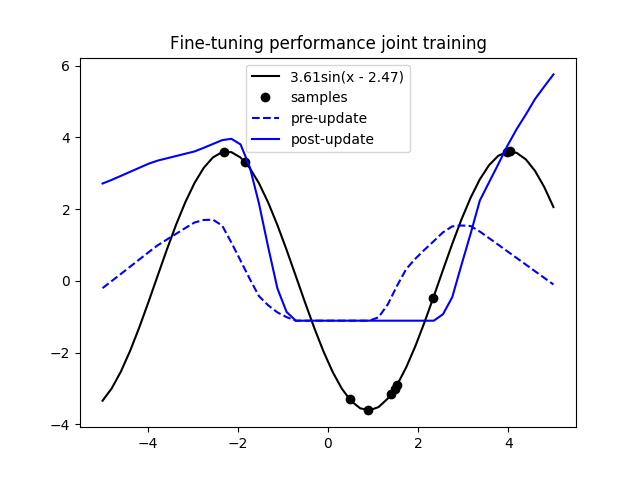 Fine-tuning performance joint training
3.61sin(x - 2.47)
samples
pre-update
post-update
6
4
2
0
−2
−4
−4
−2
0
2
4